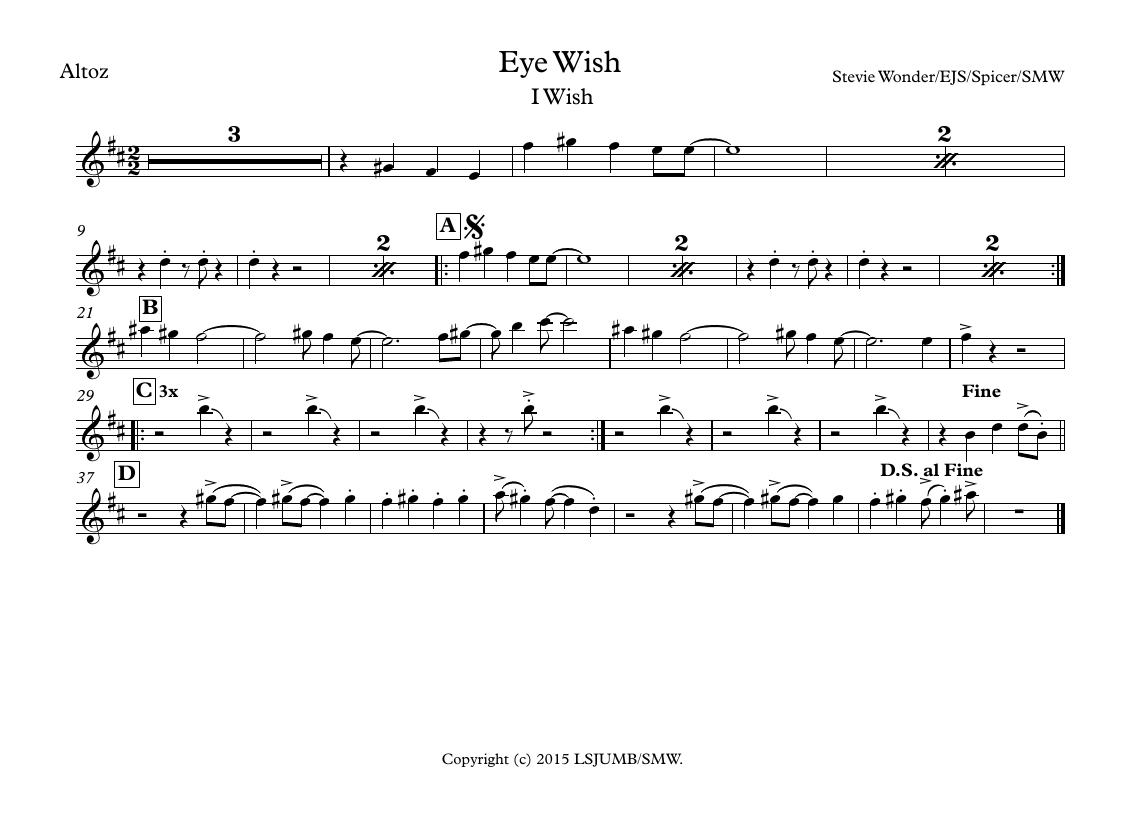 Altoz
Eye Wish
I Wish
Stevie Wonder/EJS/Spicer/SMW
3
2
9
2
A
2
2
21
B
29
C 3x
Fine
37
D
D.S. al Fine
Copyright (c) 2015 LSJUMB/SMW.